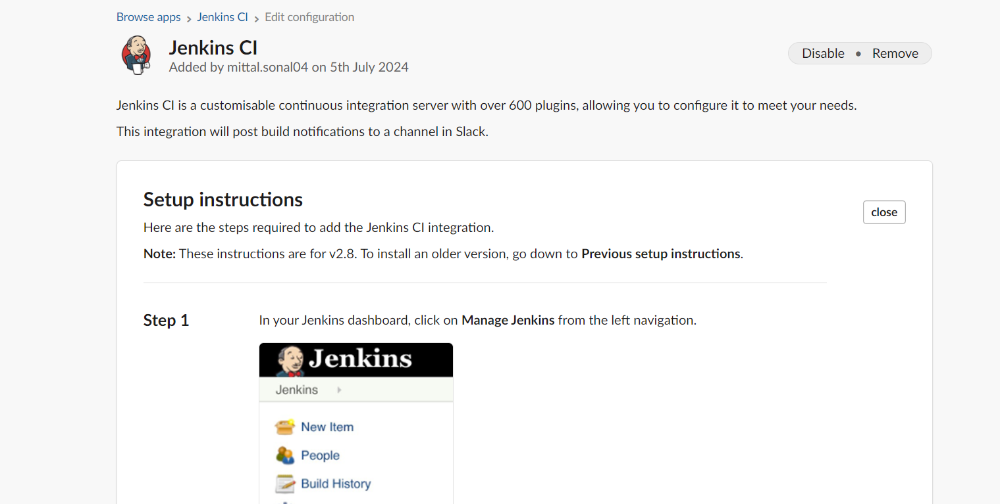 Browse apps > Jenkins CI > Edit configuration
Jenkins CI
Added by mittal.sonal04 on 5th July 2024
Disable • Remove
Jenkins CI is a customisable continuous integration server with over 600 plugins, allowing you to configure it to meet your needs.
This integration will post build notifications to a channel in Slack.
Setup instructions
close
Here are the steps required to add the Jenkins CI integration.
Note: These instructions are for v2.8. To install an older version, go down to Previous setup instructions.
Step 1
In your Jenkins dashboard, click on Manage Jenkins from the left navigation.
Jenkins
Jenkins
New Item
People
Build History